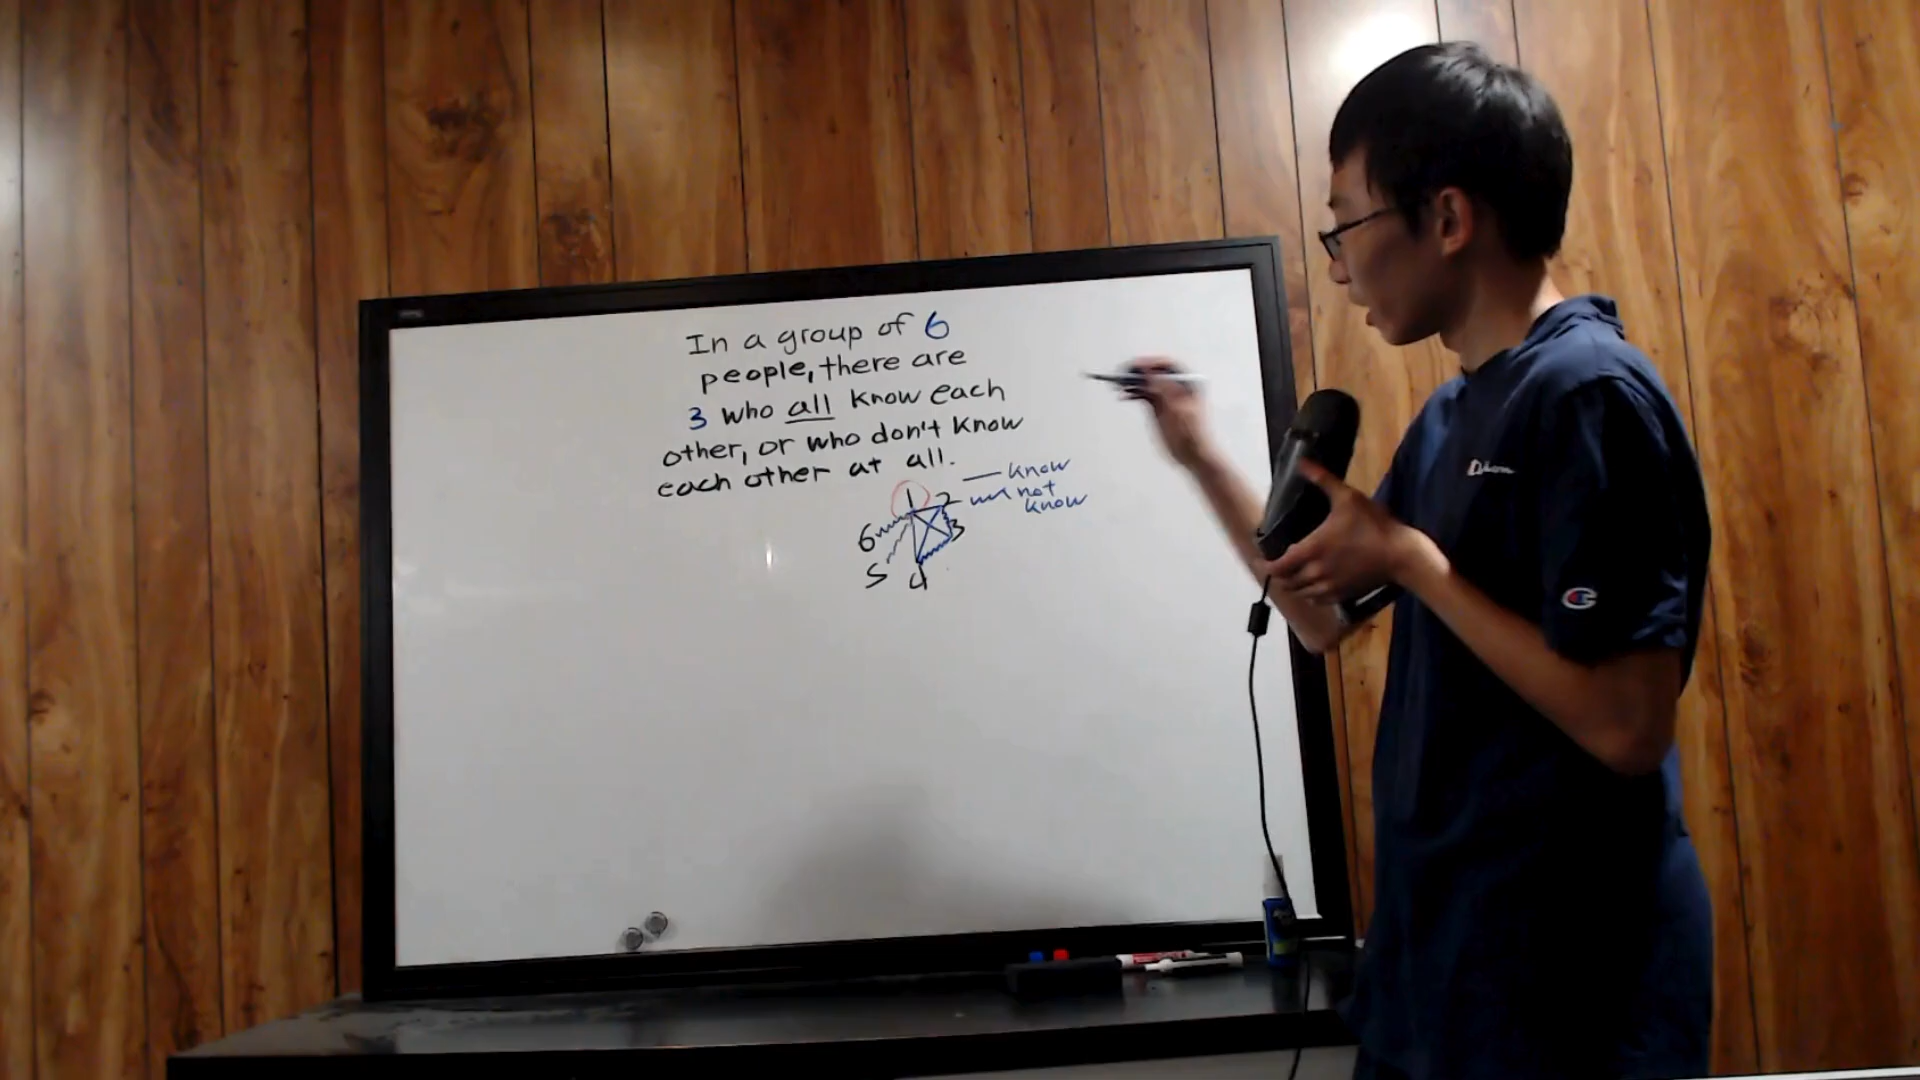 In a group of 6
people, there are
3 who all know each
other, or who don't know
each other at all.
know
not
know
1
2
6
3
5
4
C